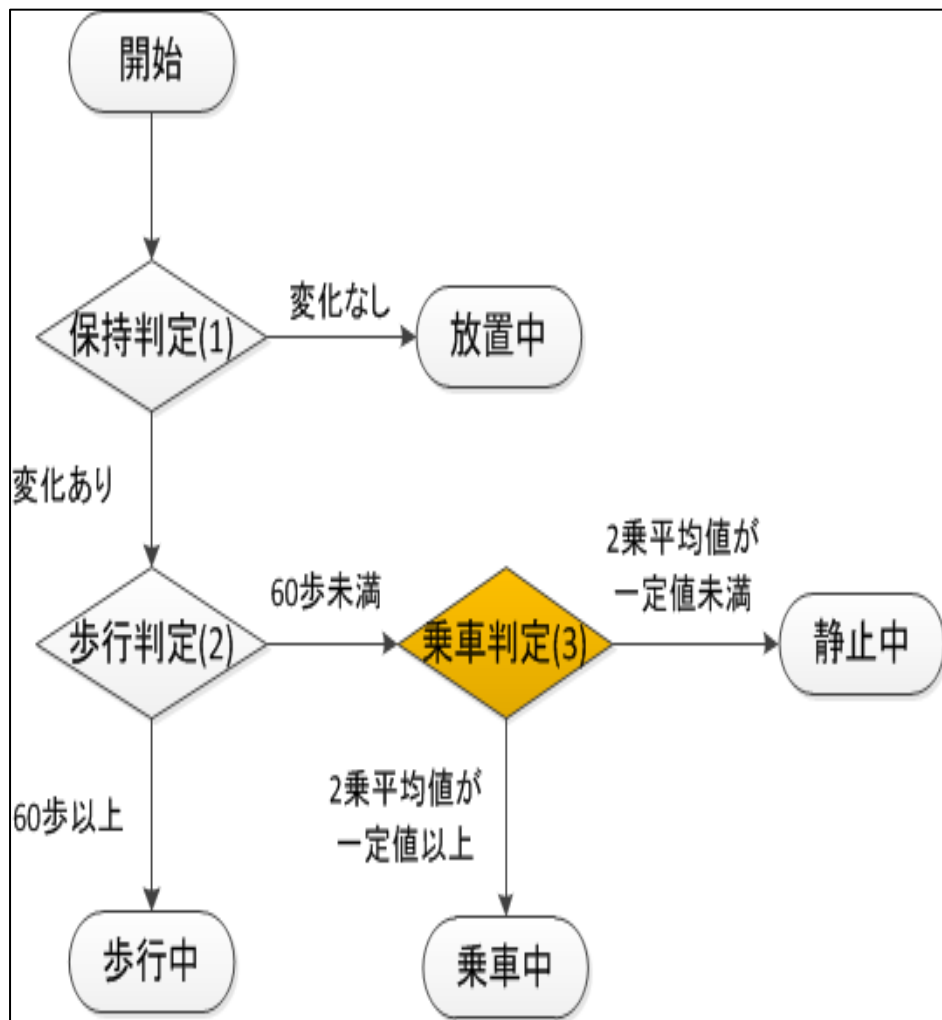 開始
保持判定(1)
変化なし
放置中
変化あり
歩行判定(2)
60歩未満
乗車判定(3)
2乗平均値が
一定値未満
静止中
60歩以上
2乗平均値が
一定値以上
歩行中
乗車中